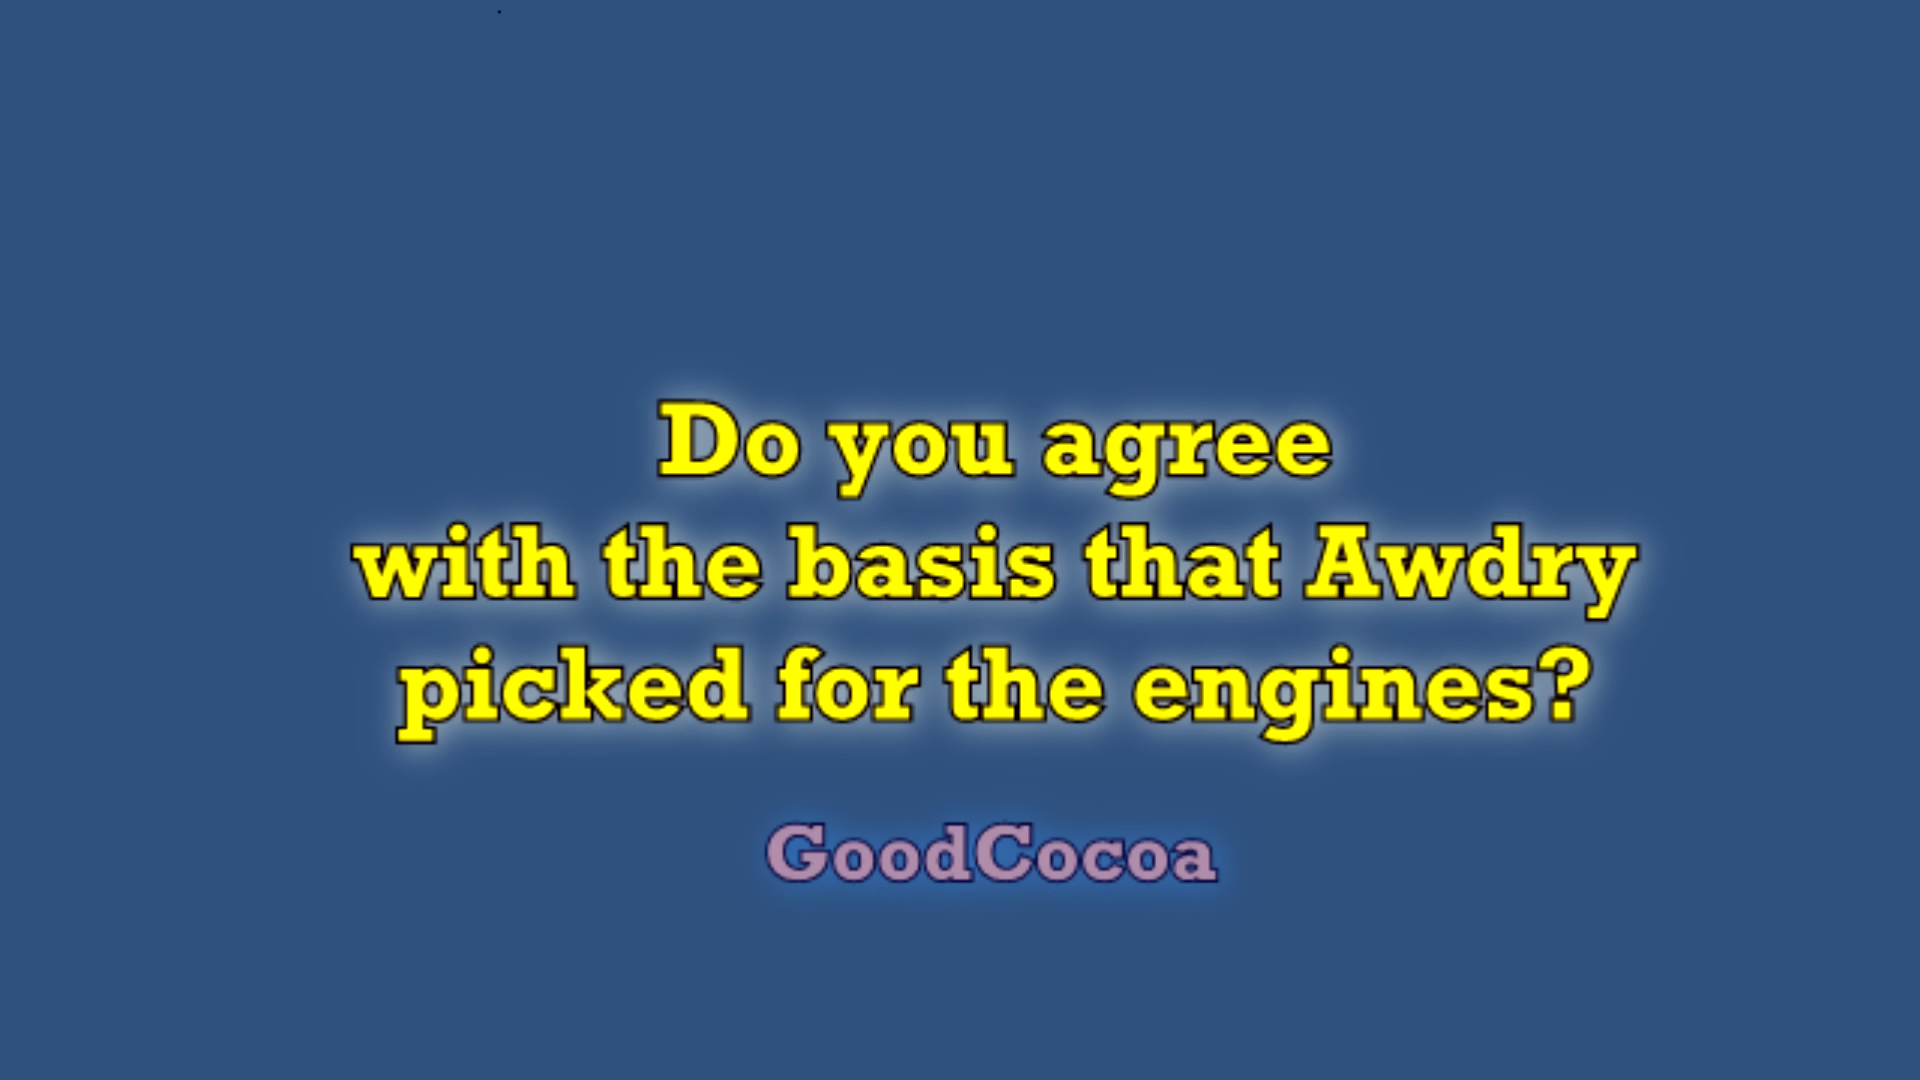 Do you agree
with the basis that Awdry
picked for the engines?
GoodCocoa